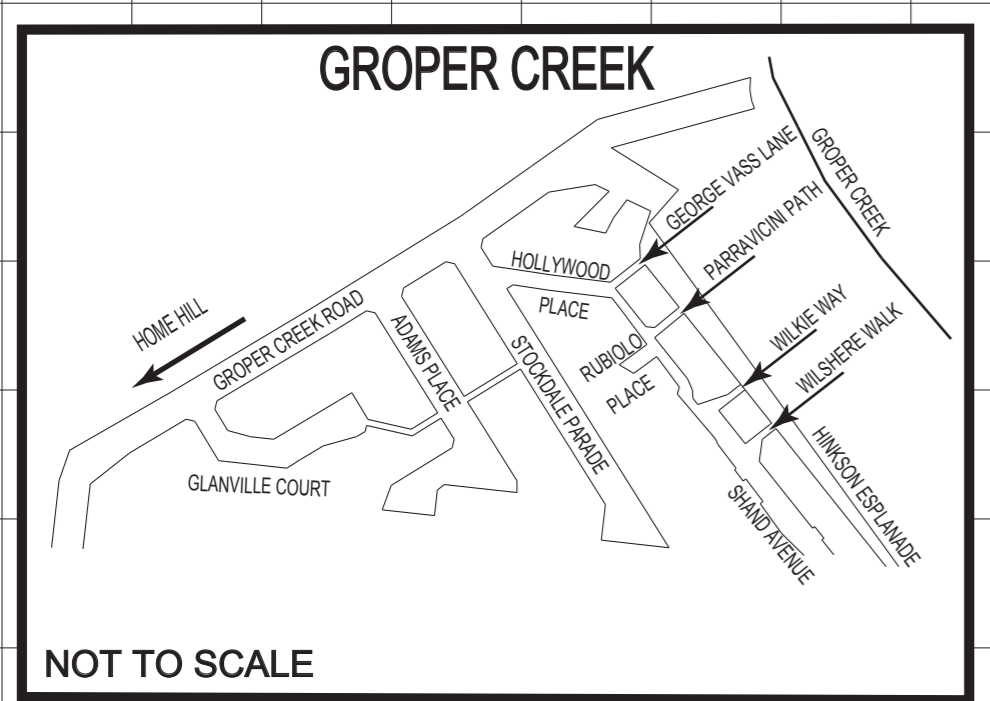 GROPER CREEK
GEORGE VASS LANE
GROPER CREEK
PARRAVICINI PATH
HOLLYWOOD
PLACE
HOME HILL
GROPER CREEK ROAD
ADAMS PLACE
STOCKDALE PARADE
RUBIOLO
PLACE
WILKIE WAY
WILSHERE WALK
GLANVILLE COURT
SHAND AVENUE
HINKSON ESPLANADE
NOT TO SCALE